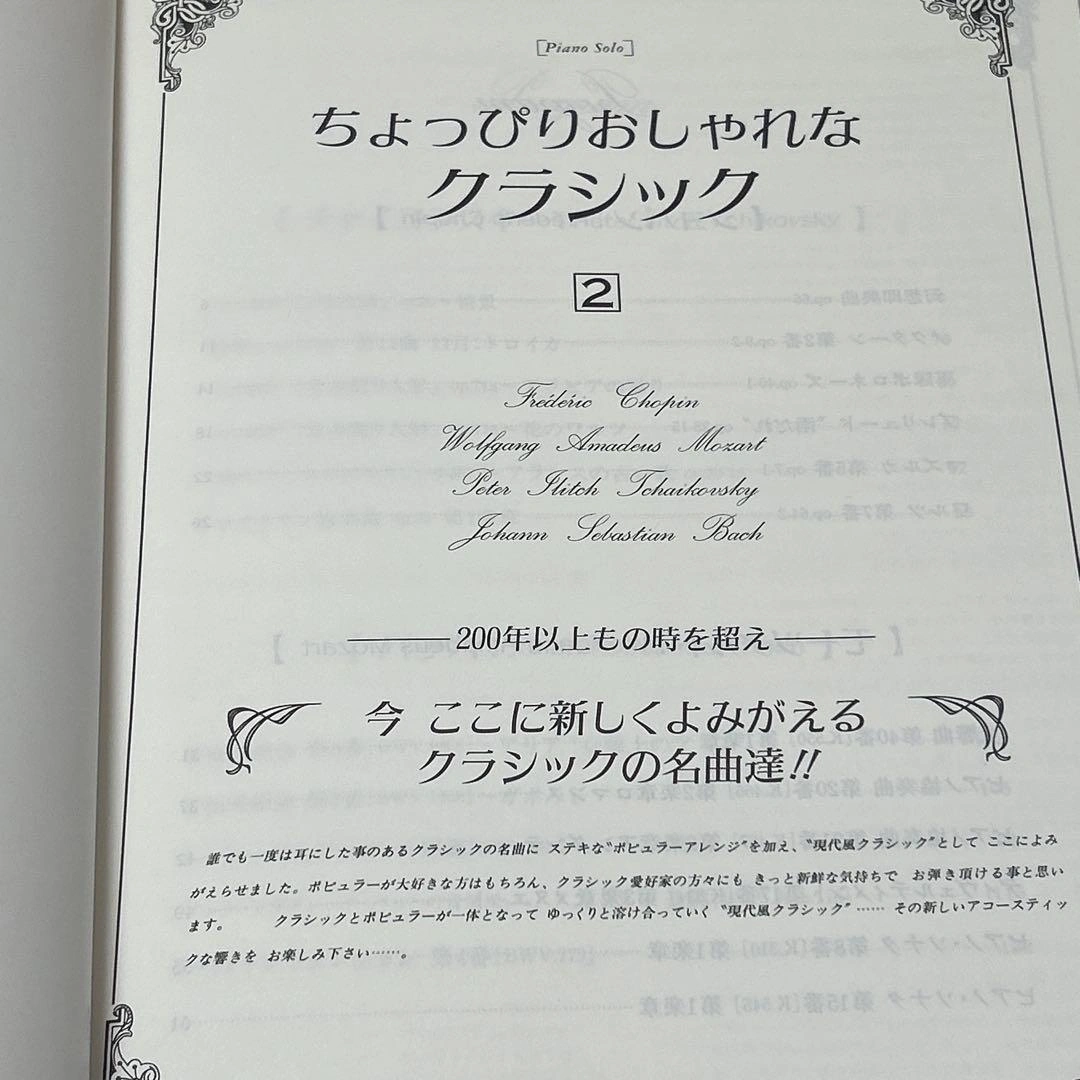 [Piano Solo]
ちょっぴりおしゃれな
クラシック
2
Frédéric Chopin
Wolfgang Amadeus Mozart
Peter Ilitch Tchaikovsky
Johann Sebastian Bach
200年以上もの時を超え
今 ここに新しくよみがえる
クラシックの名曲達!!
誰でも一度は耳にした事のあるクラシックの名曲に ステキな"ポピュラーアレンジ"を加え、"現代風クラシック"として ここによみ
がえらせました。ポピュラーが大好きな方はもちろん、クラシック愛好家の方々にも きっと新鮮な気持ちで お弾き頂ける事と思い
ます。 クラシックとポピュラーが一体となって ゆっくりと溶け合っていく "現代風クラシック"…… その新しいアコースティッ
クな響きを お楽しみ下さい……。